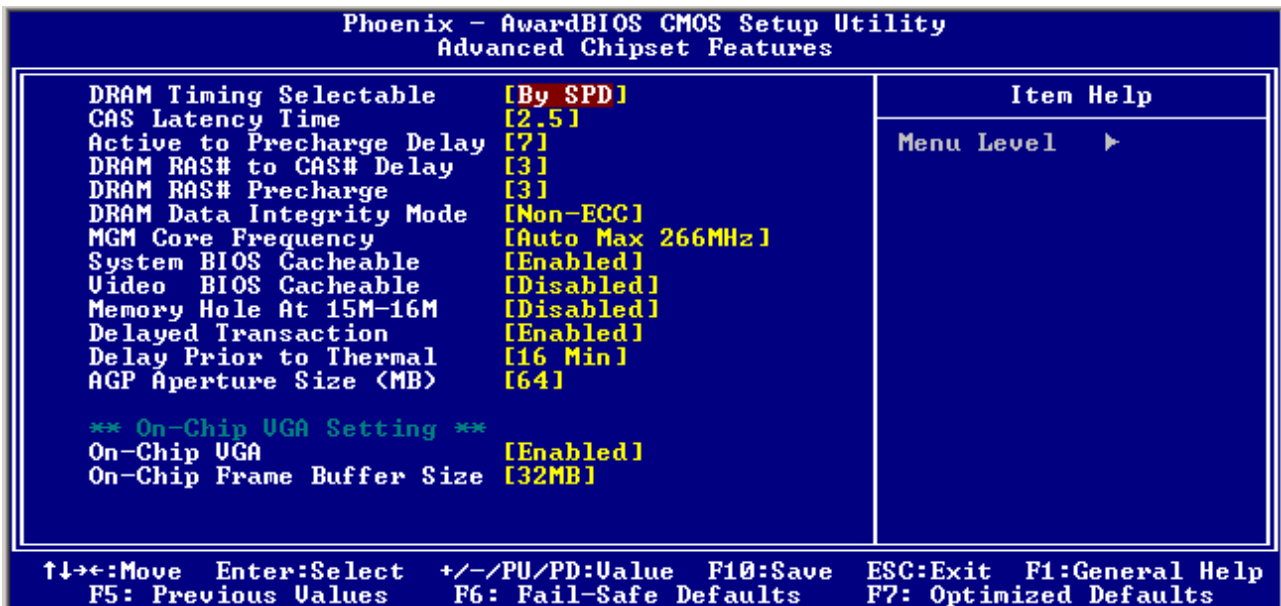 Phoenix - AwardBIOS CMOS Setup Utility
Advanced Chipset Features
DRAM Timing Selectable [By SPD]
CAS Latency Time [2.5]
Active to Precharge Delay [7]
DRAM RAS# to CAS# Delay [3]
DRAM RAS# Precharge [3]
DRAM Data Integrity Mode [Non-ECC]
MGM Core Frequency [Auto Max 266MHz]
System BIOS Cacheable [Enabled]
Video BIOS Cacheable [Disabled]
Memory Hole At 15M-16M [Disabled]
Delayed Transaction [Enabled]
Delay Prior to Thermal [16 Min]
AGP Aperture Size (MB) [64]
** On-Chip VGA Setting **
On-Chip VGA [Enabled]
On-Chip Frame Buffer Size [32MB]
Item Help
Menu Level ▶
↑↓→←:Move Enter:Select +/-/PU/PD:Value F10:Save ESC:Exit F1:General Help
F5: Previous Values F6: Fail-Safe Defaults F7: Optimized Defaults